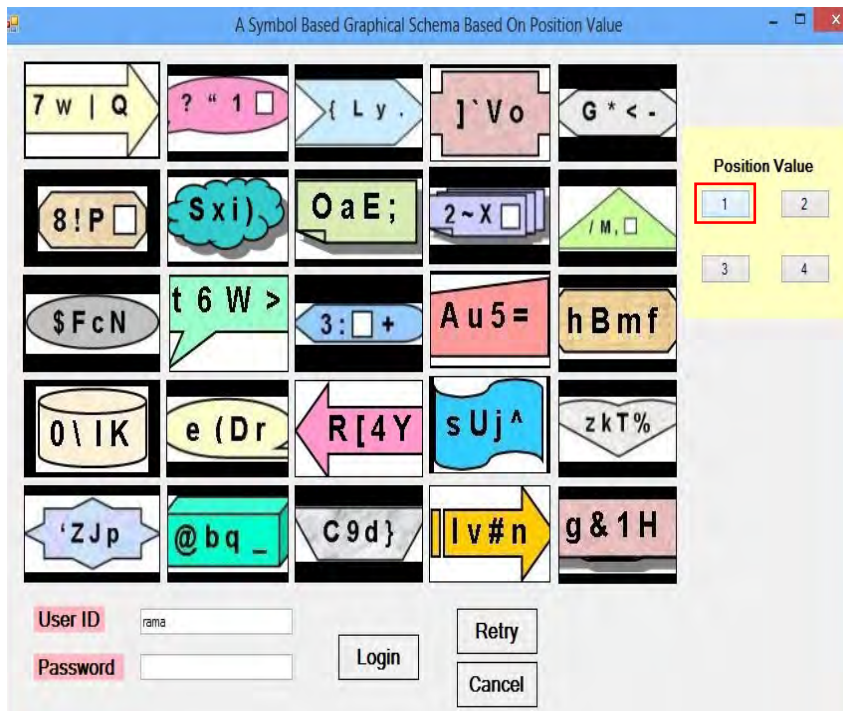 A Symbol Based Graphical Schema Based On Position Value
7 w | Q
? “ 1 □
{ L y .
] ` V o
G * < -
8 ! P □
S x i )
O a E ;
2 ~ X □
/ M , □
$ F c N
t 6 W >
3 : □ +
A u 5 =
h B m f
0 \ I K
e ( D r
R [ 4 Y
s U j ^
z k T %
‘ Z J p
@ b q _
C 9 d }
l v # n
g & 1 H
Position Value
1 2
3 4
User ID rama
Password
Login
Retry
Cancel